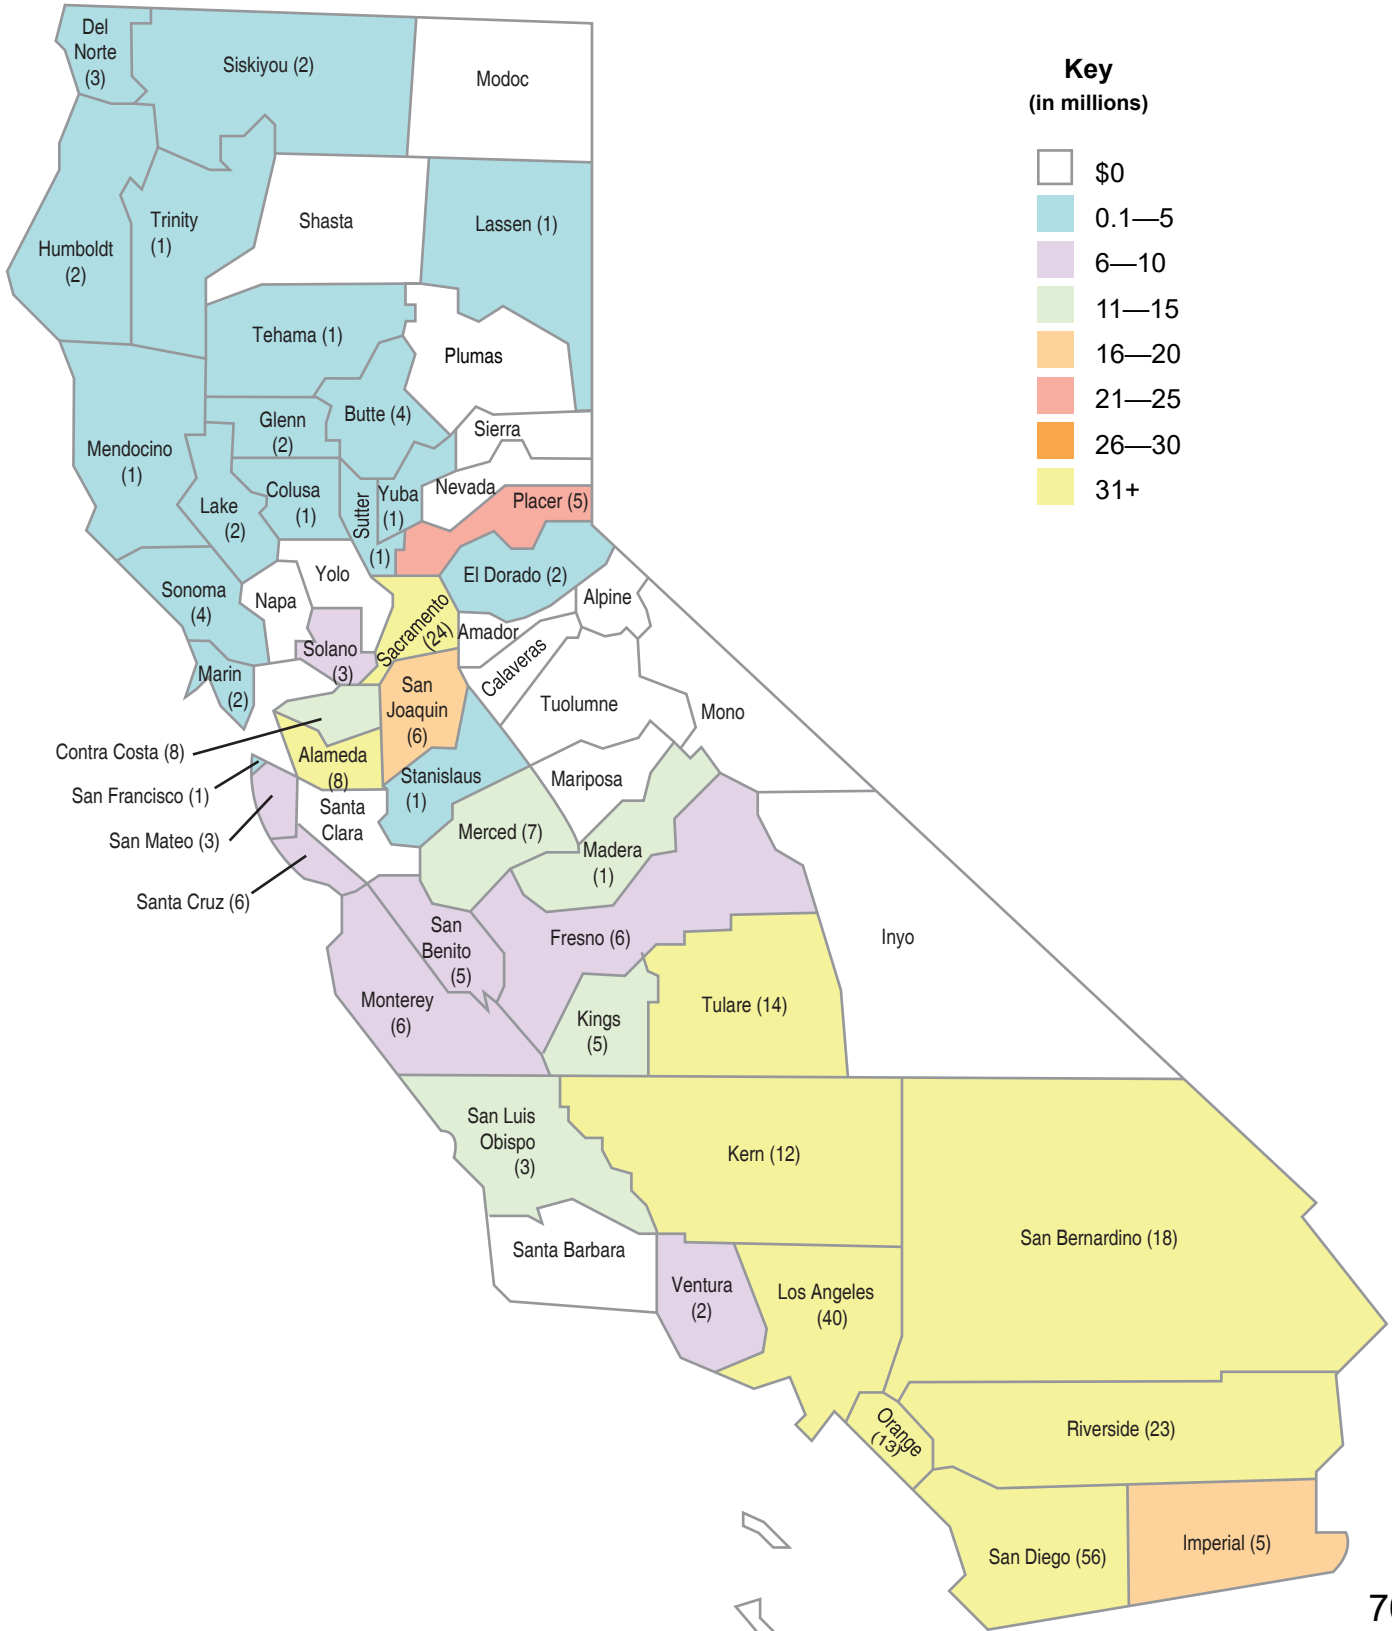 Del
Norte
(3)
Siskiyou (2)
Modoc
Key
(in millions)
$0
0.1—5
6—10
11—15
16—20
21—25
26—30
31+
Humboldt
(2)
Trinity
(1)
Shasta
Lassen (1)
Tehama (1)
Plumas
Mendocino
(1)
Glenn
(2)
Butte (4)
Sierra
Lake
(2)
Colusa
(1)
Sutter
(1)
Yuba
(1)
Nevada
Placer (5)
Sonoma
(4)
Napa
Yolo
El Dorado (2)
Alpine
Marin
(2)
Solano
(3)
Sacramento
(24)
Amador
Calaveras
San
Joaquin
(6)
Tuolumne
Mono
Contra Costa (8)
Alameda
(8)
Stanislaus
(1)
Mariposa
San Francisco (1)
Santa
Clara
San Mateo (3)
Merced (7)
Madera
(1)
Santa Cruz (6)
San
Benito
(5)
Fresno (6)
Inyo
Monterey
(6)
Kings
(5)
Tulare (14)
San Luis
Obispo
(3)
Kern (12)
San Bernardino (18)
Santa Barbara
Ventura
(2)
Los Angeles
(40)
Orange
(13)
Riverside (23)
San Diego (56)
Imperial (5)